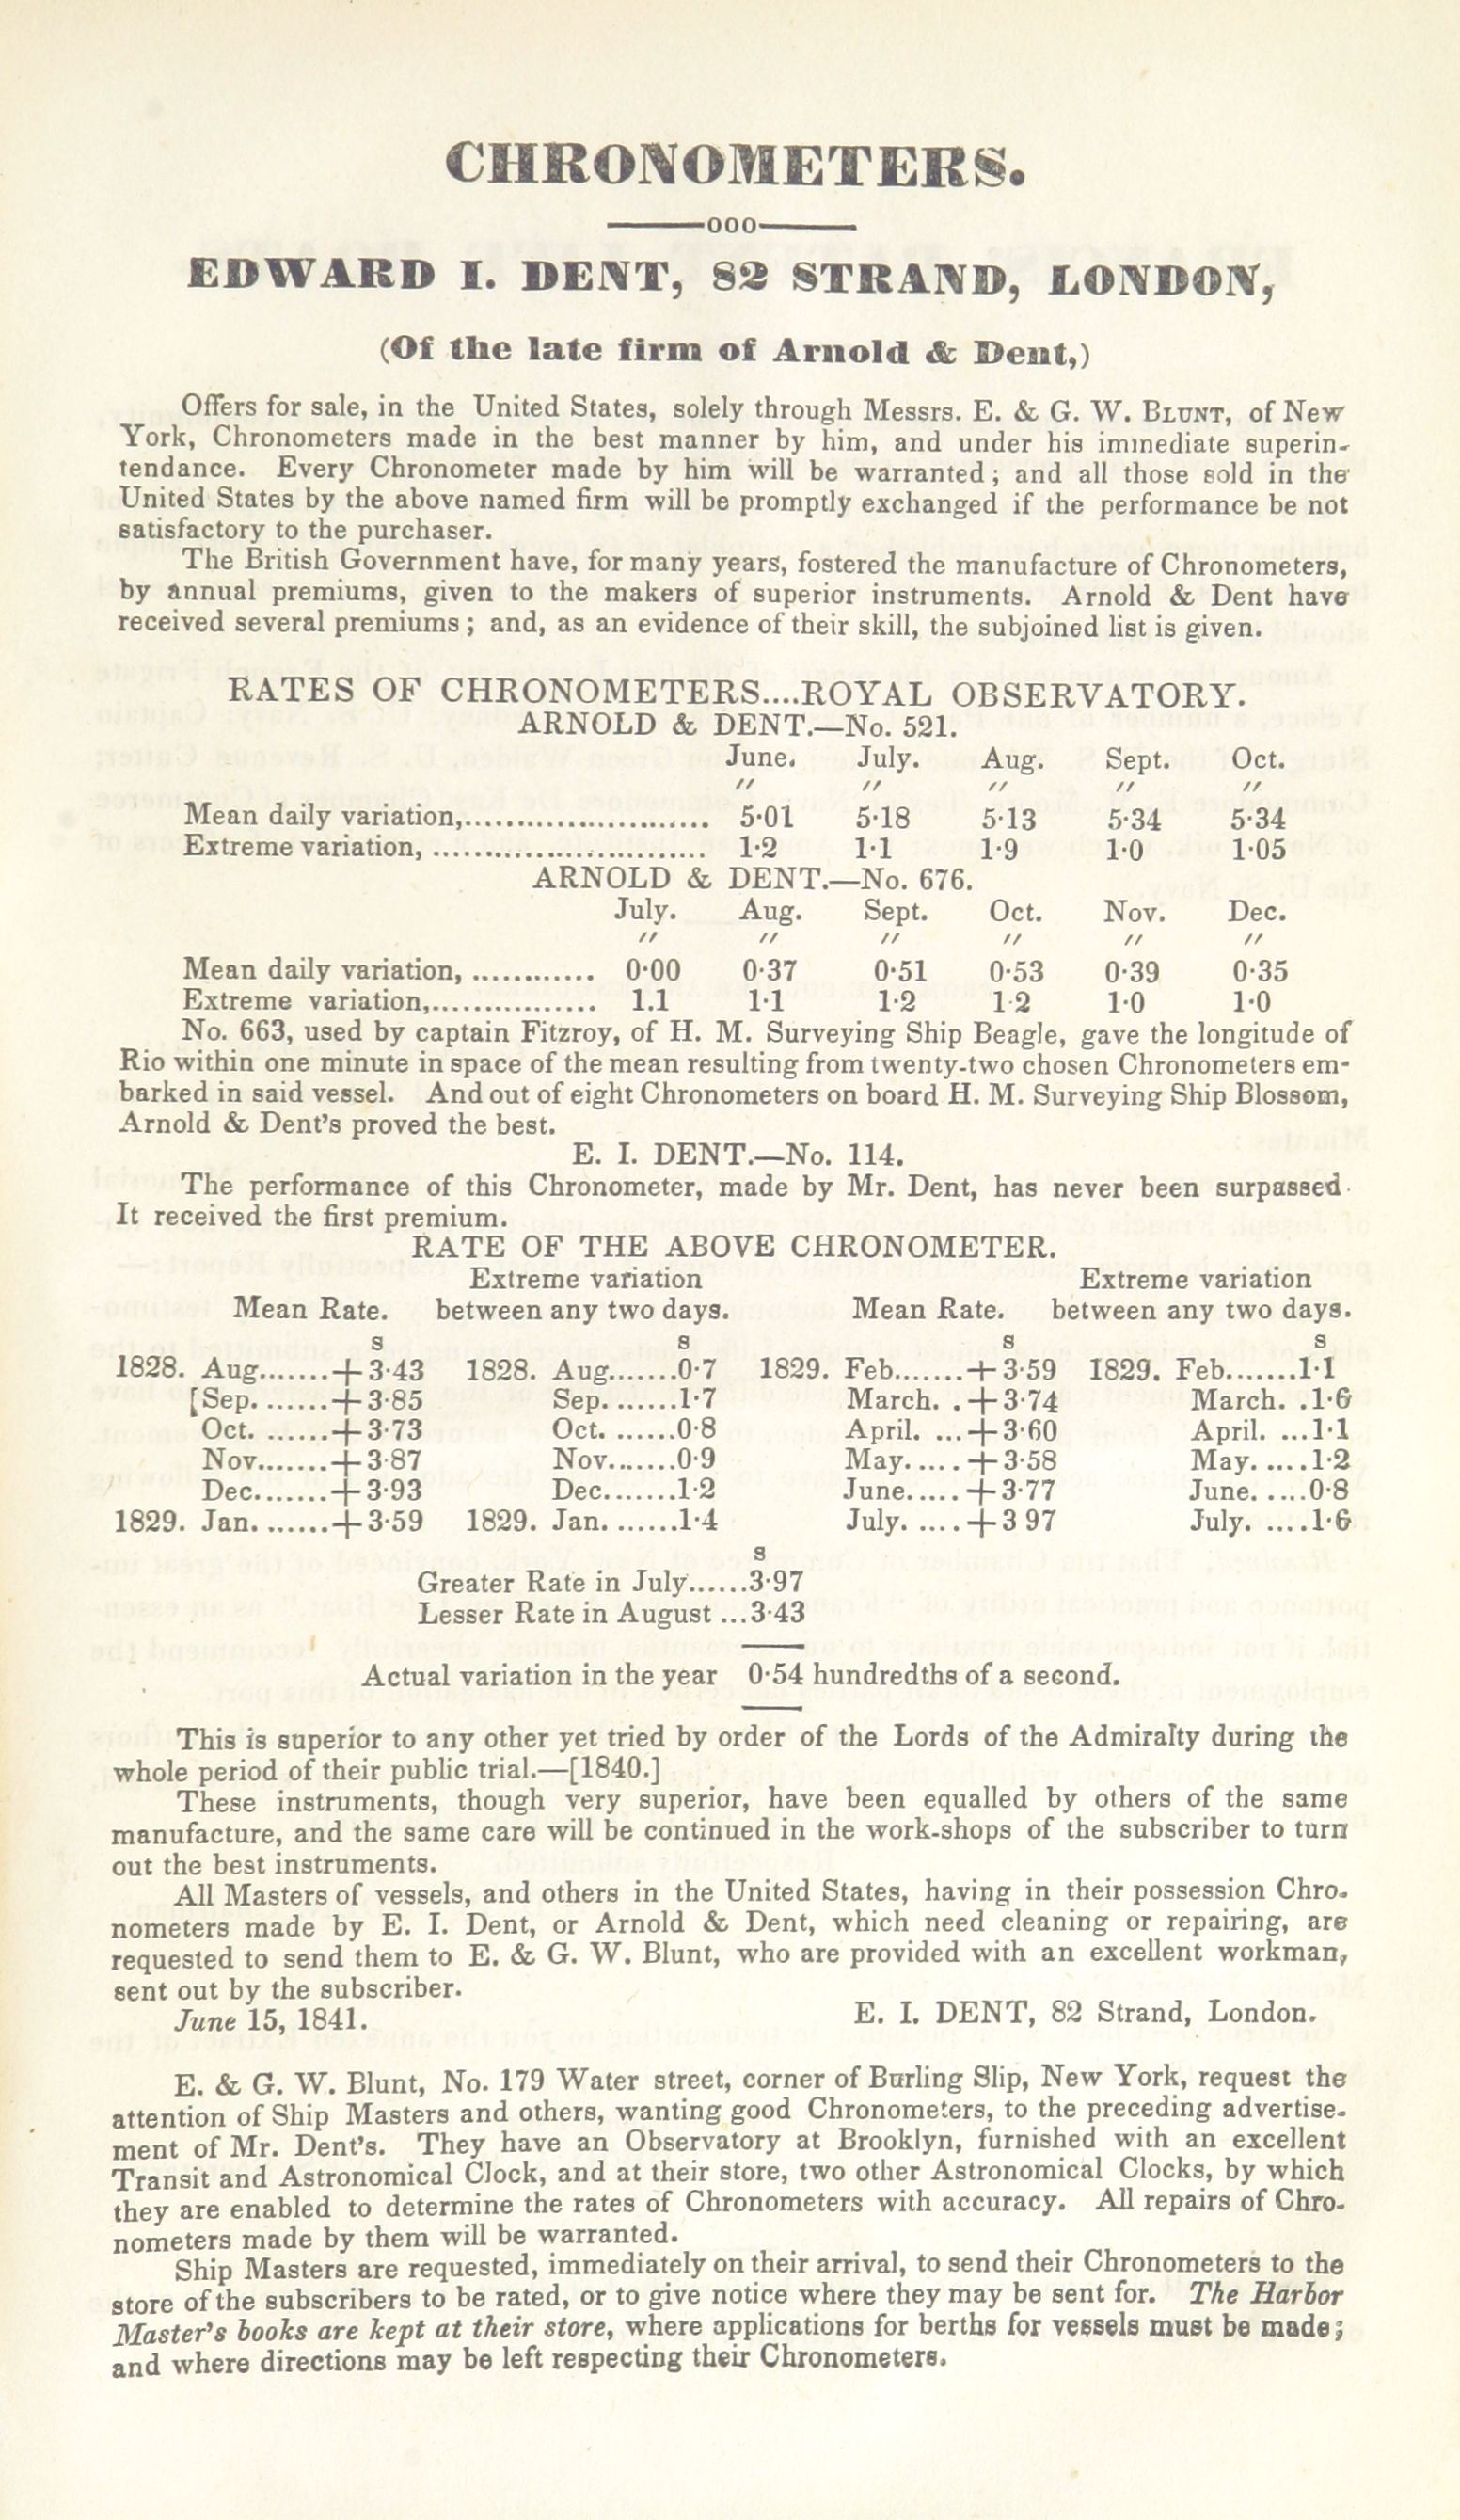 CHRONOMETERS.
ooo
EDWARD I. DENT, 82 STRAND, LONDON,
(Of the late firm of Arnold & Dent,)
Offers for sale, in the United States, solely through Messrs. E. & G. W. BLUNT, of New
York, Chronometers made in the best manner by him, and under his immediate superin-
tendance. Every Chronometer made by him will be warranted; and all those sold in the
United States by the above named firm will be promptly exchanged if the performance be not
satisfactory to the purchaser.
The British Government have, for many years, fostered the manufacture of Chronometers,
by annual premiums, given to the makers of superior instruments. Arnold & Dent have
received several premiums; and, as an evidence of their skill, the subjoined list is given.
RATES OF CHRONOMETERS....ROYAL OBSERVATORY.
ARNOLD & DENT.—No. 521.
June. July. Aug. Sept. Oct.
" " " " "
Mean daily variation,........................ 5·01 5·18 5·13 5·34 5·34
Extreme variation, ........................... 1·2 1·1 1·9 1·0 1·05
ARNOLD & DENT.—No. 676.
July. Aug. Sept. Oct. Nov. Dec.
" " " " " "
Mean daily variation, ............ 0·00 0·37 0·51 0·53 0·39 0·35
Extreme variation,................ 1.1 1·1 1·2 1·2 1·0 1·0
No. 663, used by captain Fitzroy, of H. M. Surveying Ship Beagle, gave the longitude of
Rio within one minute in space of the mean resulting from twenty-two chosen Chronometers em-
barked in said vessel. And out of eight Chronometers on board H. M. Surveying Ship Blossom,
Arnold & Dent's proved the best.
E. I. DENT.—No. 114.
The performance of this Chronometer, made by Mr. Dent, has never been surpassed.
It received the first premium.
RATE OF THE ABOVE CHRONOMETER.
Extreme variation Extreme variation
Mean Rate. between any two days. Mean Rate. between any two days.
s s s s
1828. Aug.......+3·43 1828. Aug.......0·7 1829. Feb.......+3·59 1829. Feb.......1·1
[Sep. ......+3·85 Sep. ......1·7 March. .+3·74 March. .1·6
Oct. ......+3·73 Oct. ......0·8 April. ...+3·60 April. ...1·1
Nov.......+3·87 Nov.......0·9 May.....+3·58 May. ....1·2
Dec.......+3·93 Dec.......1·2 June.....+3·77 June. ....0·8
1829. Jan. ......+3·59 1829. Jan. ......1·4 July. ....+3 97 July. ....1·6
s
Greater Rate in July......3·97
Lesser Rate in August ...3·43
Actual variation in the year 0·54 hundredths of a second.
This is superior to any other yet tried by order of the Lords of the Admiralty during the
whole period of their public trial.—[1840.]
These instruments, though very superior, have been equalled by others of the same
manufacture, and the same care will be continued in the work-shops of the subscriber to turn
out the best instruments.
All Masters of vessels, and others in the United States, having in their possession Chro-
nometers made by E. I. Dent, or Arnold & Dent, which need cleaning or repairing, are
requested to send them to E. & G. W. Blunt, who are provided with an excellent workman,
sent out by the subscriber.
June 15, 1841. E. I. DENT, 82 Strand, London.
E. & G. W. Blunt, No. 179 Water street, corner of Burling Slip, New York, request the
attention of Ship Masters and others, wanting good Chronometers, to the preceding advertise-
ment of Mr. Dent's. They have an Observatory at Brooklyn, furnished with an excellent
Transit and Astronomical Clock, and at their store, two other Astronomical Clocks, by which
they are enabled to determine the rates of Chronometers with accuracy. All repairs of Chro-
nometers made by them will be warranted.
Ship Masters are requested, immediately on their arrival, to send their Chronometers to the
store of the subscribers to be rated, or to give notice where they may be sent for. The Harbor
Master's books are kept at their store, where applications for berths for vessels must be made;
and where directions may be left respecting their Chronometers.